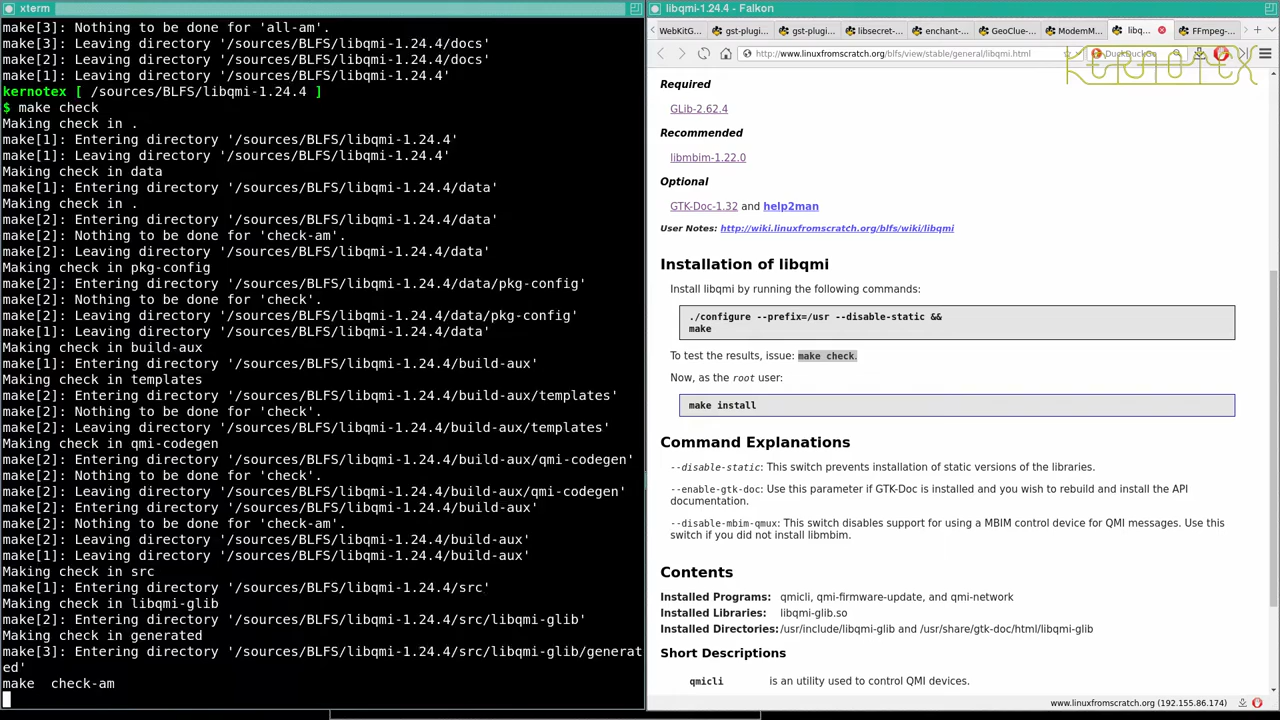 xterm
make[3]: Nothing to be done for 'all-am'.
make[3]: Leaving directory '/sources/BLFS/libqmi-1.24.4/docs'
make[2]: Leaving directory '/sources/BLFS/libqmi-1.24.4/docs'
make[1]: Leaving directory '/sources/BLFS/libqmi-1.24.4'
kernotex [ /sources/BLFS/libqmi-1.24.4 ]
$ make check
Making check in .
make[1]: Entering directory '/sources/BLFS/libqmi-1.24.4'
make[1]: Leaving directory '/sources/BLFS/libqmi-1.24.4'
Making check in data
make[1]: Entering directory '/sources/BLFS/libqmi-1.24.4/data'
Making check in .
make[2]: Entering directory '/sources/BLFS/libqmi-1.24.4/data'
make[2]: Nothing to be done for 'check-am'.
make[2]: Leaving directory '/sources/BLFS/libqmi-1.24.4/data'
Making check in pkg-config
make[2]: Entering directory '/sources/BLFS/libqmi-1.24.4/data/pkg-config'
make[2]: Nothing to be done for 'check'.
make[2]: Leaving directory '/sources/BLFS/libqmi-1.24.4/data/pkg-config'
make[1]: Leaving directory '/sources/BLFS/libqmi-1.24.4/data'
Making check in build-aux
make[1]: Entering directory '/sources/BLFS/libqmi-1.24.4/build-aux'
Making check in templates
make[2]: Entering directory '/sources/BLFS/libqmi-1.24.4/build-aux/templates'
make[2]: Nothing to be done for 'check'.
make[2]: Leaving directory '/sources/BLFS/libqmi-1.24.4/build-aux/templates'
Making check in qmi-codegen
make[2]: Entering directory '/sources/BLFS/libqmi-1.24.4/build-aux/qmi-codegen'
make[2]: Nothing to be done for 'check'.
make[2]: Leaving directory '/sources/BLFS/libqmi-1.24.4/build-aux/qmi-codegen'
make[2]: Entering directory '/sources/BLFS/libqmi-1.24.4/build-aux'
make[2]: Nothing to be done for 'check-am'.
make[2]: Leaving directory '/sources/BLFS/libqmi-1.24.4/build-aux'
make[1]: Leaving directory '/sources/BLFS/libqmi-1.24.4/build-aux'
Making check in src
make[1]: Entering directory '/sources/BLFS/libqmi-1.24.4/src'
Making check in libqmi-glib
make[2]: Entering directory '/sources/BLFS/libqmi-1.24.4/src/libqmi-glib'
Making check in generated
make[3]: Entering directory '/sources/BLFS/libqmi-1.24.4/src/libqmi-glib/generat
ed'
make  check-am
libqmi-1.24.4 - Falkon
WebKitG... gst-plugi... gst-plugi... libsecret-... enchant-... GeoClue-... ModemM... libq... FFmpeg-...
http://www.linuxfromscratch.org/blfs/view/stable/general/libqmi.html DuckDuckGo
KERNOTEX
Required
GLib-2.62.4
Recommended
libmbim-1.22.0
Optional
GTK-Doc-1.32 and help2man
User Notes: http://wiki.linuxfromscratch.org/blfs/wiki/libqmi
Installation of libqmi
Install libqmi by running the following commands:
./configure --prefix=/usr --disable-static &&
make
To test the results, issue: make check.
Now, as the root user:
make install
Command Explanations
--disable-static: This switch prevents installation of static versions of the libraries.
--enable-gtk-doc: Use this parameter if GTK-Doc is installed and you wish to rebuild and install the API
documentation.
--disable-mbim-qmux: This switch disables support for using a MBIM control device for QMI messages. Use this
switch if you did not install libmbim.
Contents
Installed Programs: qmicli, qmi-firmware-update, and qmi-network
Installed Libraries: libqmi-glib.so
Installed Directories: /usr/include/libqmi-glib and /usr/share/gtk-doc/html/libqmi-glib
Short Descriptions
qmicli is an utility used to control QMI devices.
www.linuxfromscratch.org (192.155.86.174)